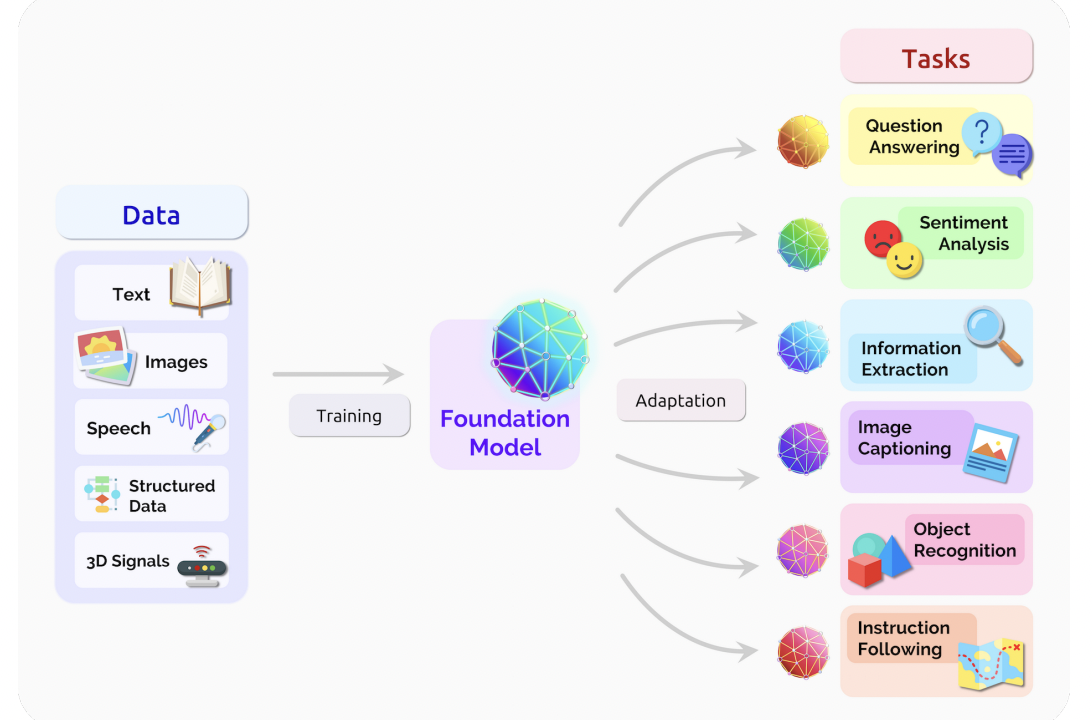 Data
Text
Images
Speech
Structured
Data
3D Signals
Training
Foundation
Model
Adaptation
Tasks
Question
Answering
?
Sentiment
Analysis
Information
Extraction
Image
Captioning
Object
Recognition
Instruction
Following